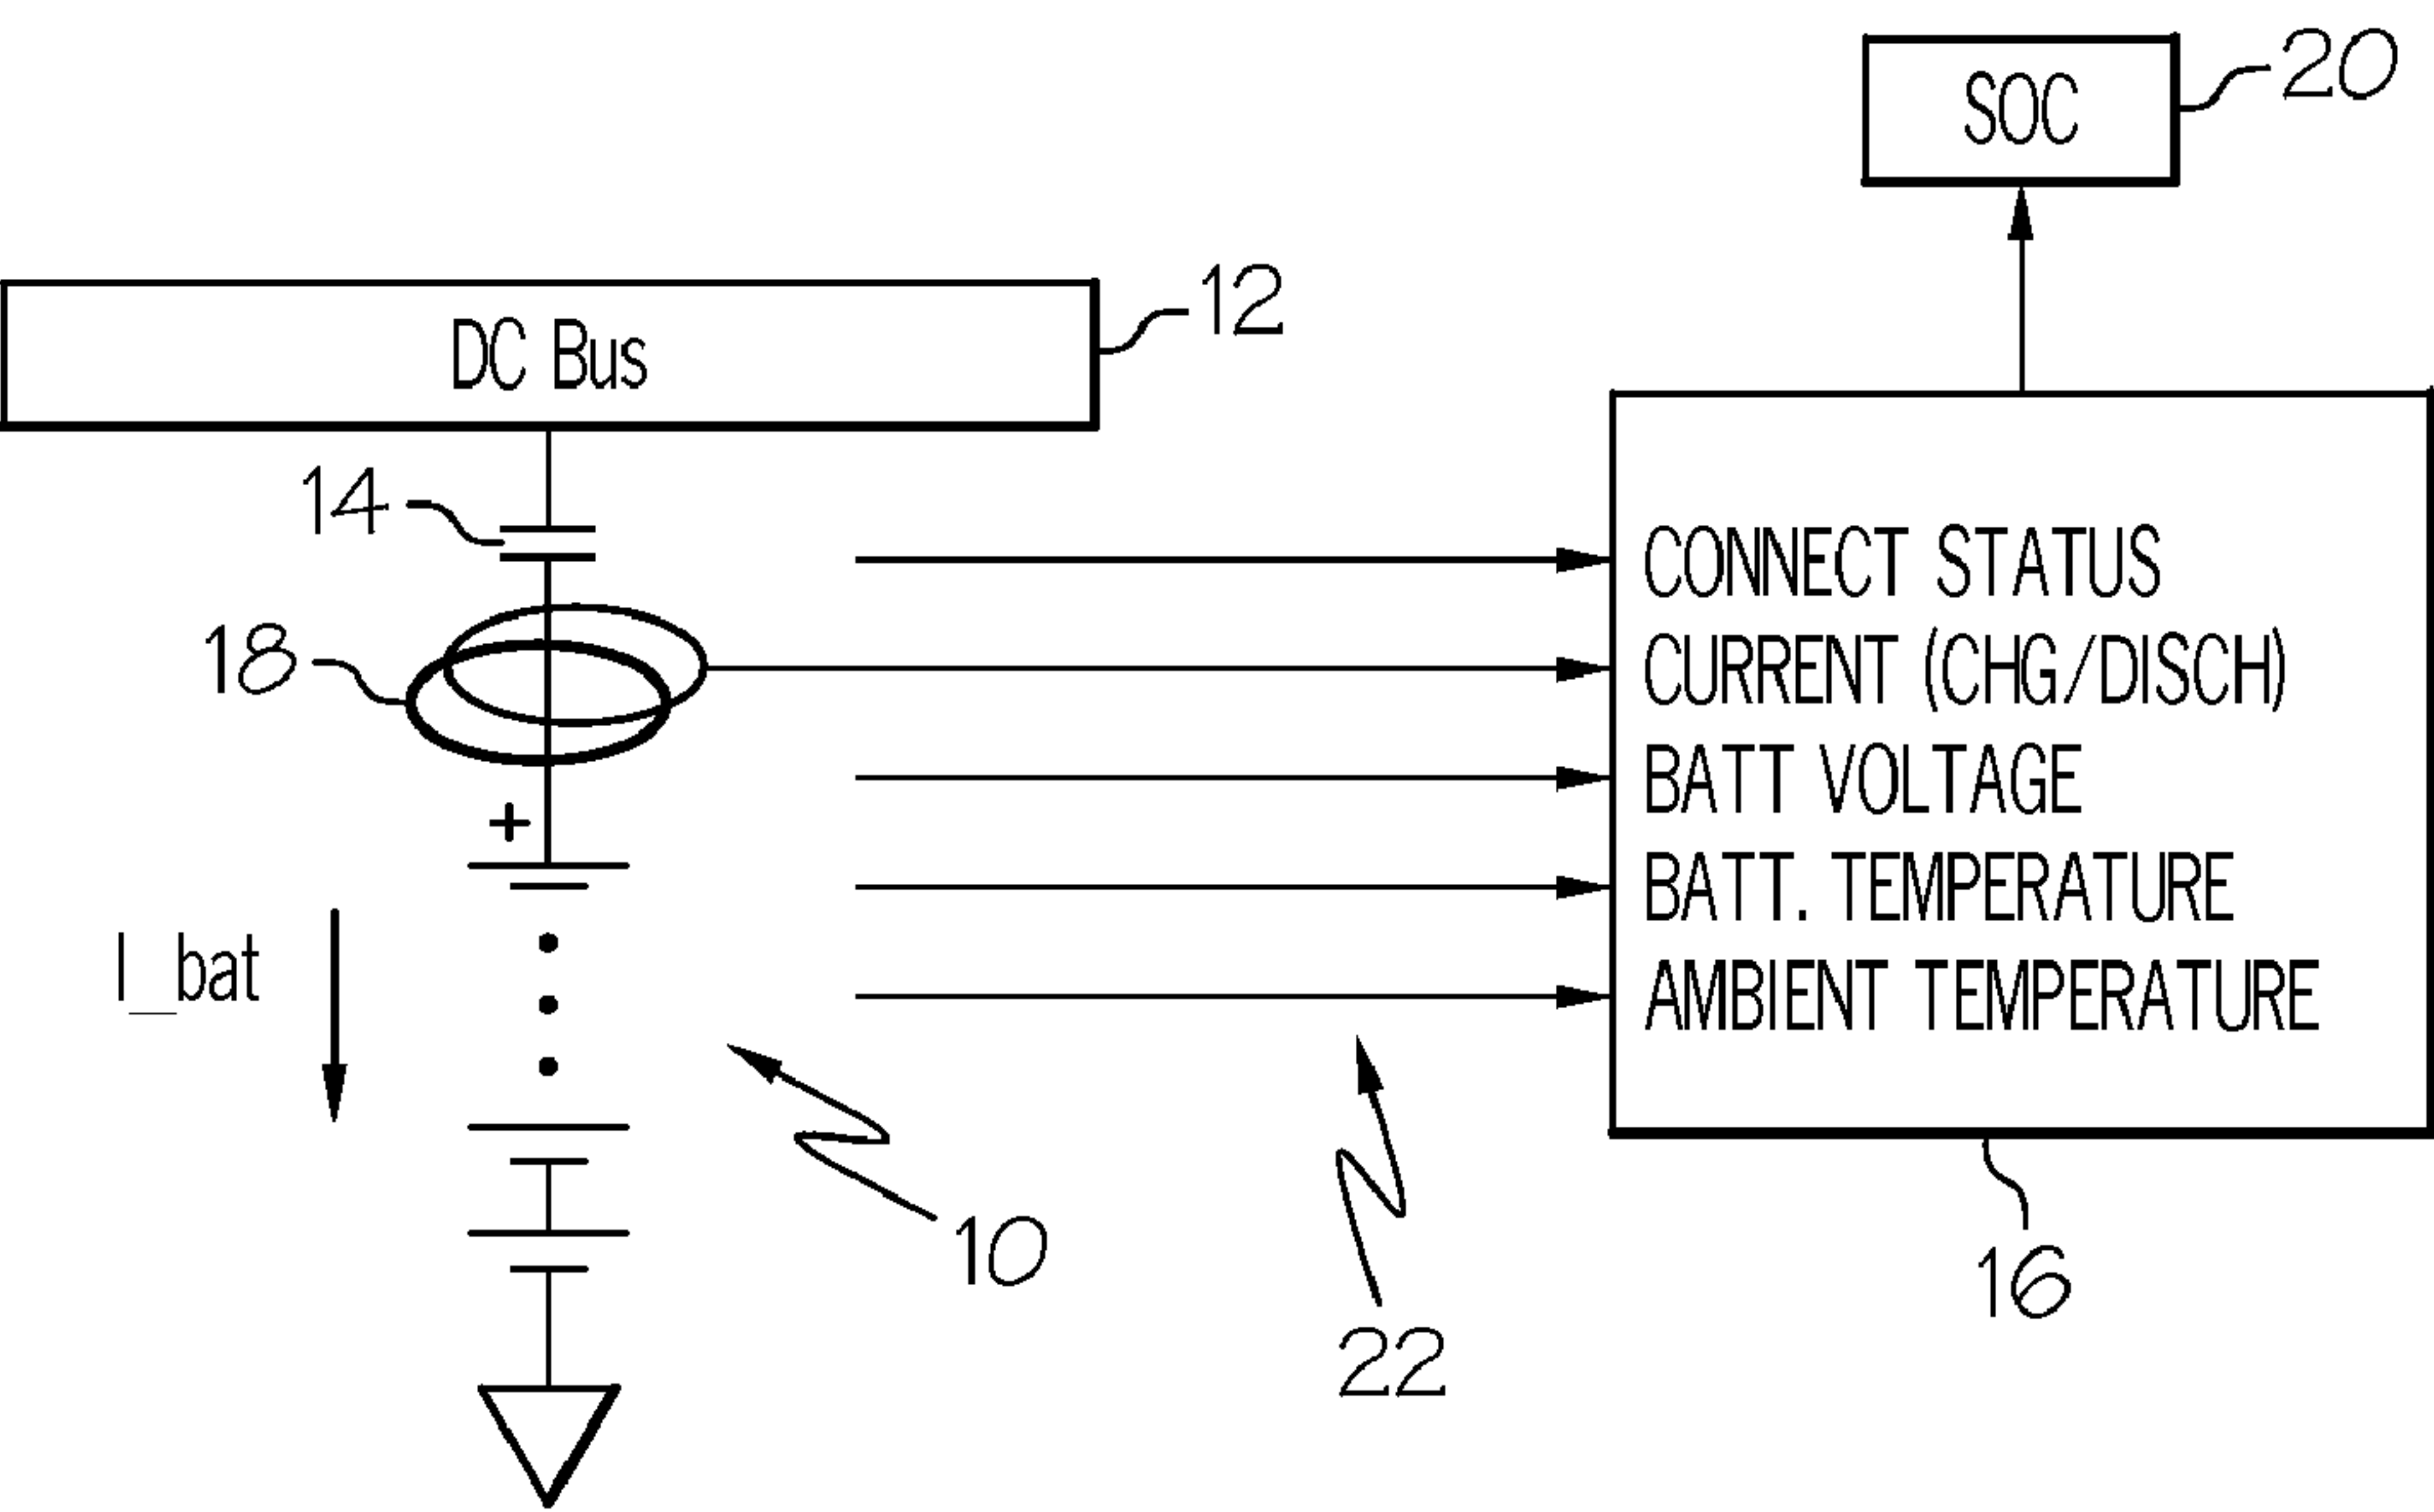 20
SOC
12
DC Bus
14
CONNECT STATUS
18
CURRENT (CHG/DISCH)
BATT VOLTAGE
+
BATT. TEMPERATURE
I_bat
AMBIENT TEMPERATURE
10
16
22